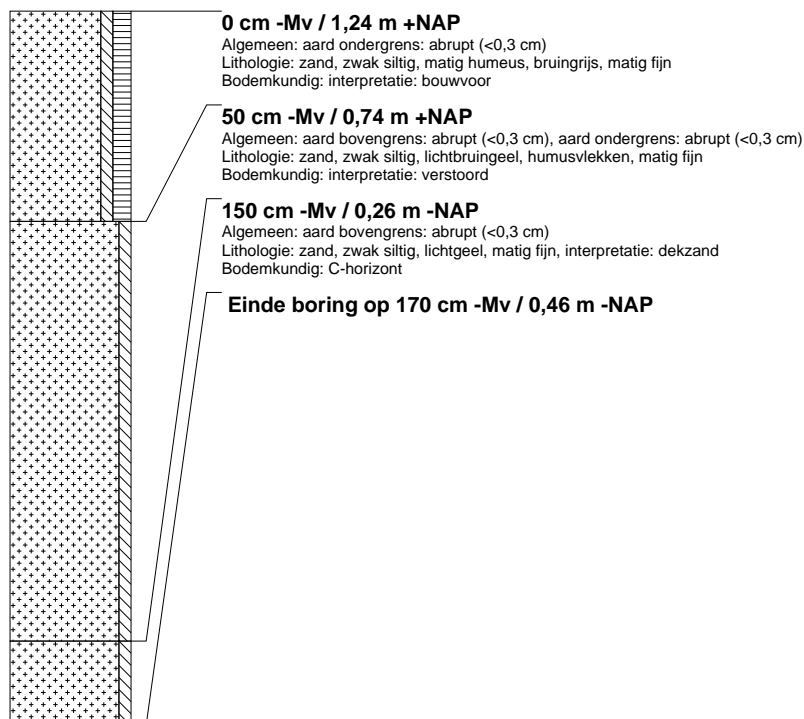 0 cm -Mv / 1,24 m +NAP
Algemeen: aard ondergrens: abrupt (<0,3 cm)
Lithologie: zand, zwak siltig, matig humeus, bruingrijs, matig fijn
Bodemkundig: interpretatie: bouwvoor
50 cm -Mv / 0,74 m +NAP
Algemeen: aard bovengrens: abrupt (<0,3 cm), aard ondergrens: abrupt (<0,3 cm)
Lithologie: zand, zwak siltig, lichtbruingeel, humusvlekken, matig fijn
Bodemkundig: interpretatie: verstoord
150 cm -Mv / 0,26 m -NAP
Algemeen: aard bovengrens: abrupt (<0,3 cm)
Lithologie: zand, zwak siltig, lichtgeel, matig fijn, interpretatie: dekzand
Bodemkundig: C-horizont
Einde boring op 170 cm -Mv / 0,46 m -NAP